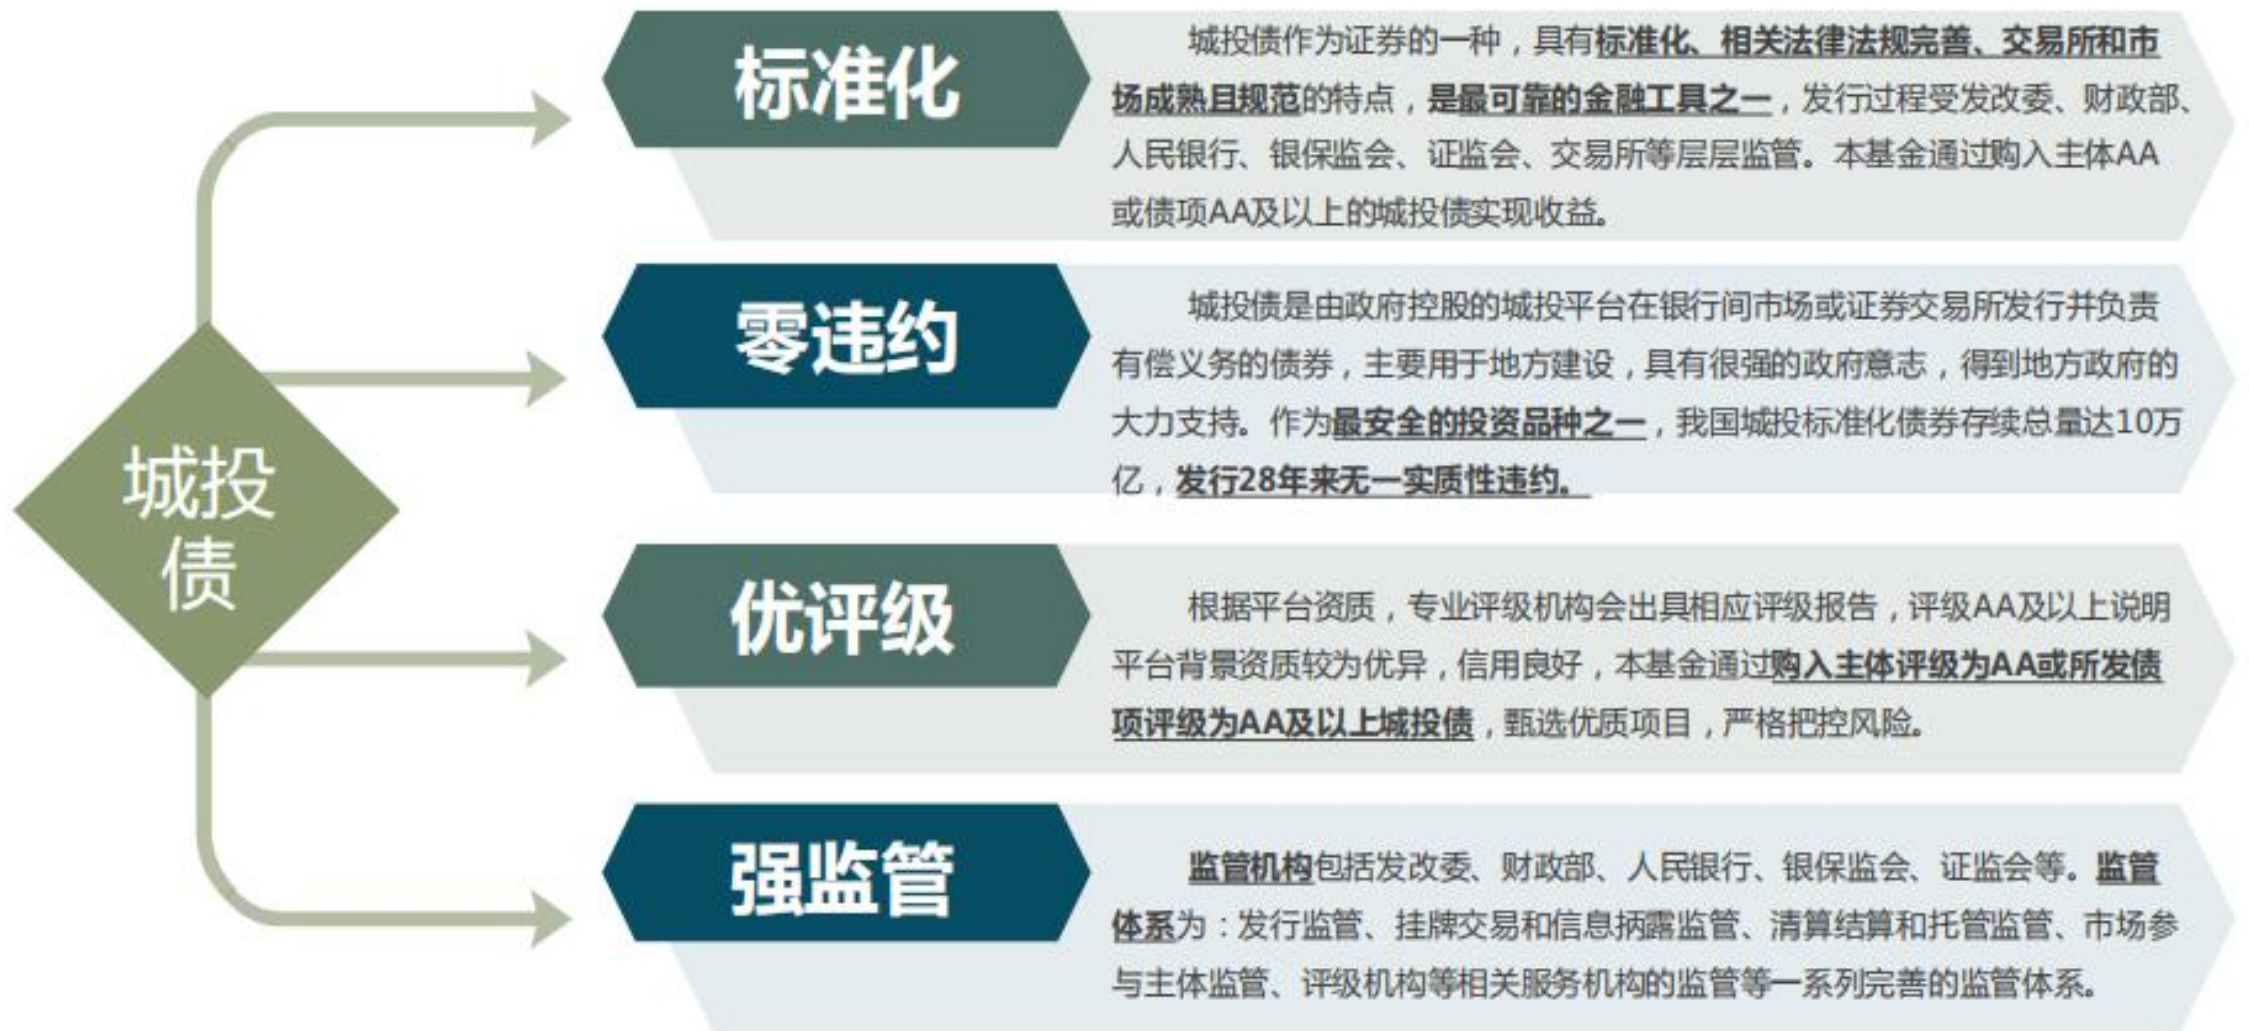 城投
债
标准化
城投债作为证券的一种，具有标准化、相关法律法规完善、交易所和市
场成熟且规范的特点，是最可靠的金融工具之一，发行过程受发改委、财政部、
人民银行、银保监会、证监会、交易所等层层监管。本基金通过购入主体AA
或债项AA及以上的城投债实现收益。
零违约
城投债是由政府控股的城投平台在银行间市场或证券交易所发行并负责
有偿义务的债券，主要用于地方建设，具有很强的政府意志，得到地方政府的
大力支持。作为最安全的投资品种之一，我国城投标准化债券存续总量达10万
亿，发行28年来无一实质性违约。
优评级
根据平台资质，专业评级机构会出具相应评级报告，评级AA及以上说明
平台背景资质较为优异，信用良好，本基金通过购入主体评级为AA或所发债
项评级为AA及以上城投债，甄选优质项目，严格把控风险。
强监管
监管机构包括发改委、财政部、人民银行、银保监会、证监会等。监管
体系为：发行监管、挂牌交易和信息抦露监管、清算结算和托管监管、市场参
与主体监管、评级机构等相关服务机构的监管等一系列完善的监管体系。